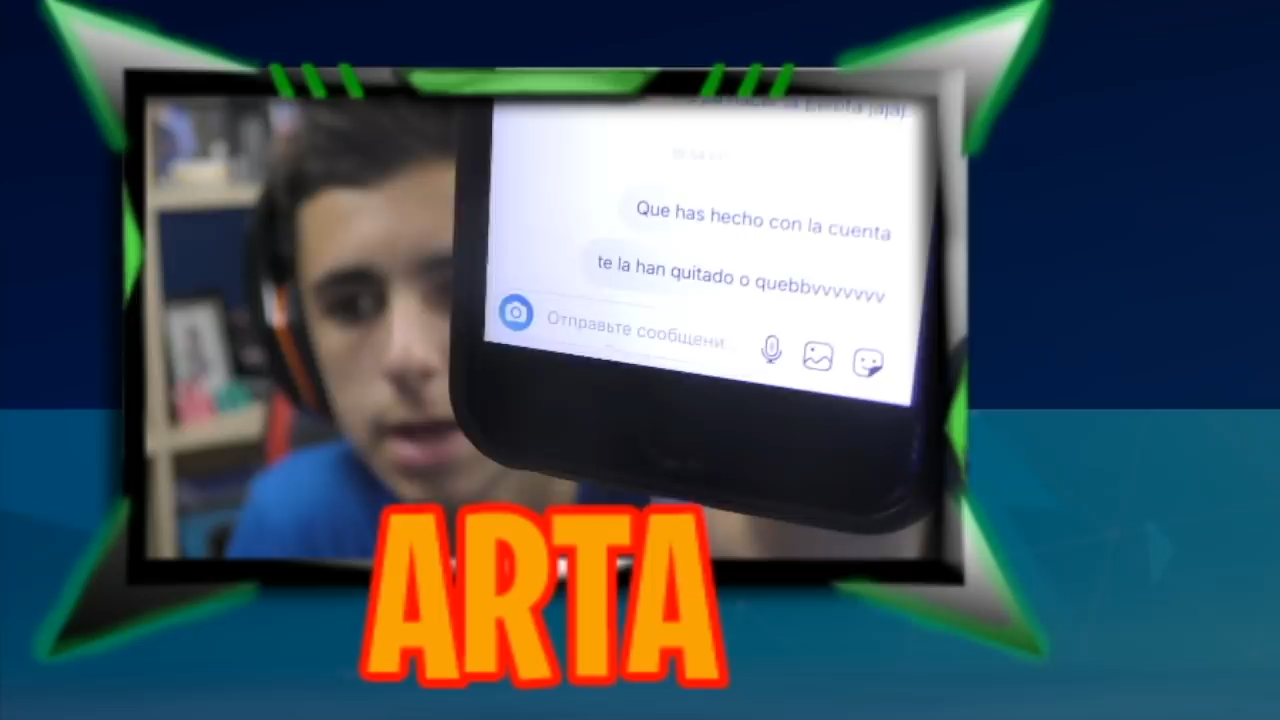 Que has hecho con la cuenta
te la han quitado o quebbvvvvvvv
Отправьте сообщени...
ARTA